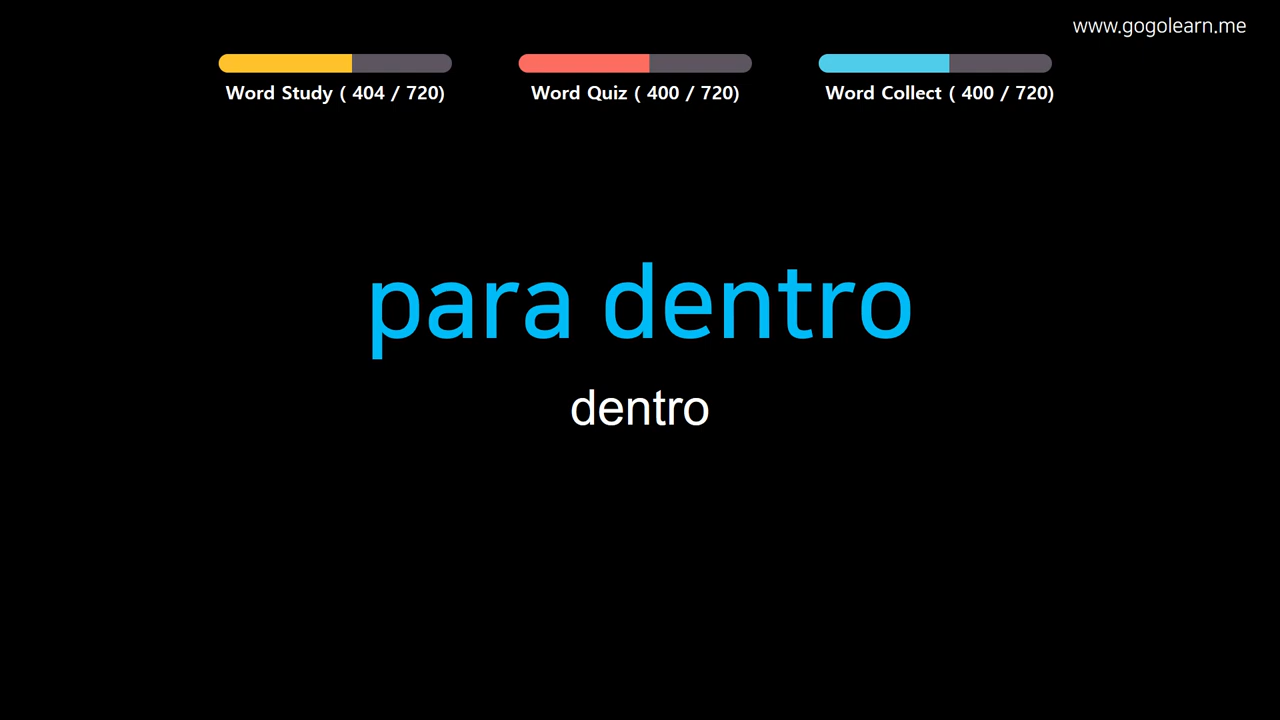 www.gogolearn.me
Word Study ( 404 / 720)
Word Quiz ( 400 / 720)
Word Collect ( 400 / 720)
para dentro
dentro